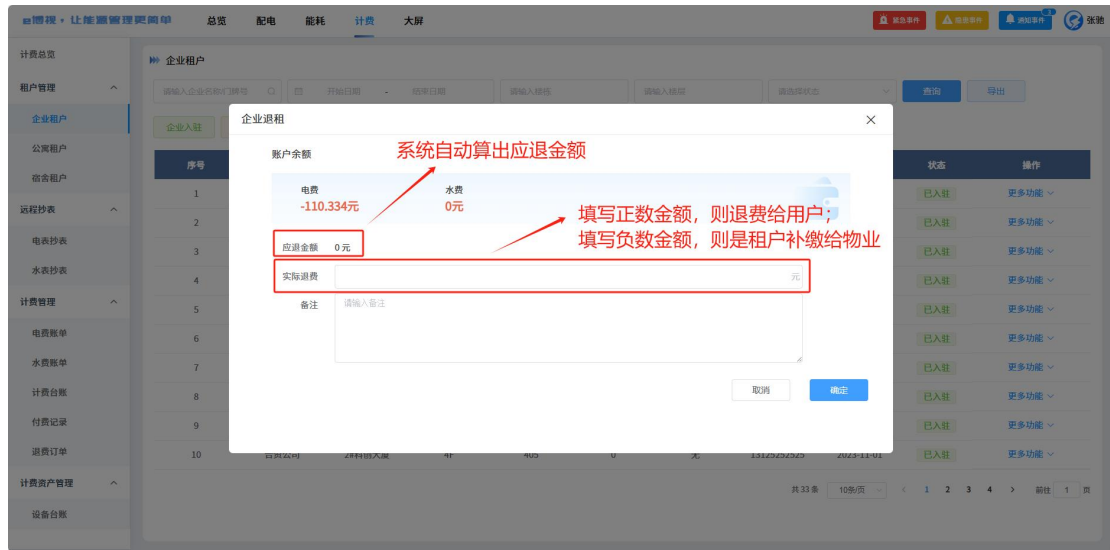 e博视·让能源管理更简单
总览 配电 能耗 计费 大屏
紧急事件 通知事件 3 张驰
计费总览
企业租户
租户管理
请输入企业名称/门牌号 开始日期 - 结束日期 请输入楼栋 请输入楼层 请选择状态 查询 导出
企业租户
企业入驻
企业退租
系统自动算出应退金额
账户余额
公寓租户
序号 状态 操作
宿舍租户
电费 水费
-110.334元 0元
1 已入驻 更多功能
远程抄表
填写正数金额，则退费给用户；
2 已入驻 更多功能
填写负数金额，则是租户补缴给物业
电表抄表
应退金额 0 元
3 已入驻 更多功能
水表抄表
实际退费 元
4 已入驻 更多功能
计费管理
备注 请输入备注
5 已入驻 更多功能
电费账单
6 已入驻 更多功能
水费账单
7 已入驻 更多功能
计费台账
取消 确定
8 已入驻 更多功能
付费记录
9 已入驻 更多功能
退费订单
10 合资公司 2#科创大厦 4F 405 0 无 13125252525 2023-11-01 已入驻 更多功能
计费资产管理
共 33 条 10条/页 < 1 2 3 4 > 前往 1 页
设备台账